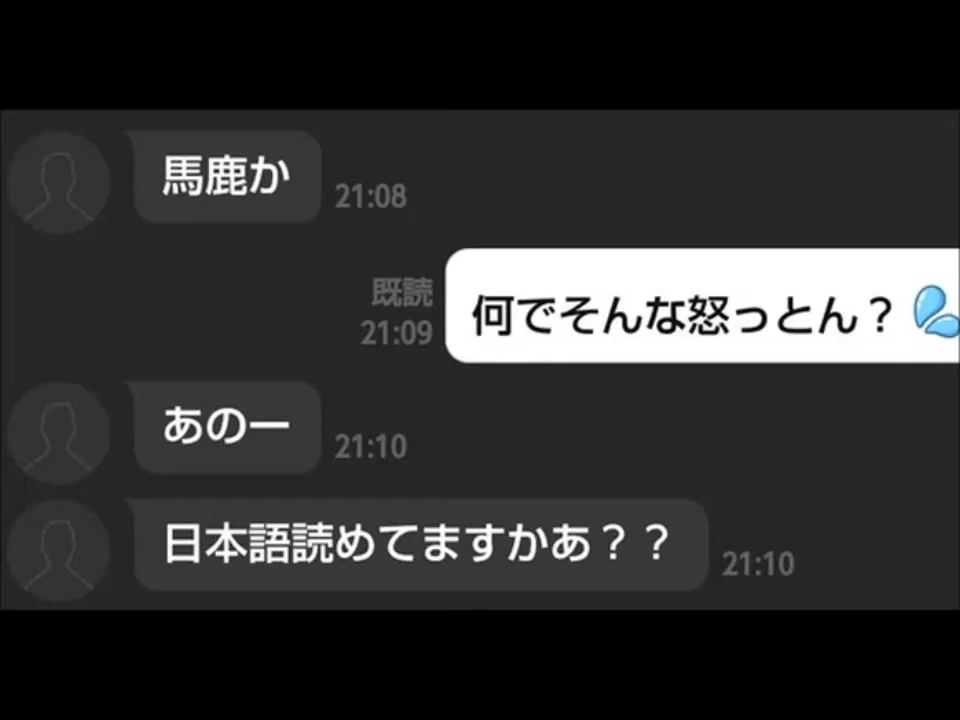 馬鹿か
21:08
既読
21:09
何でそんな怒っとん？💦
あのー
21:10
日本語読めてますかあ？？
21:10